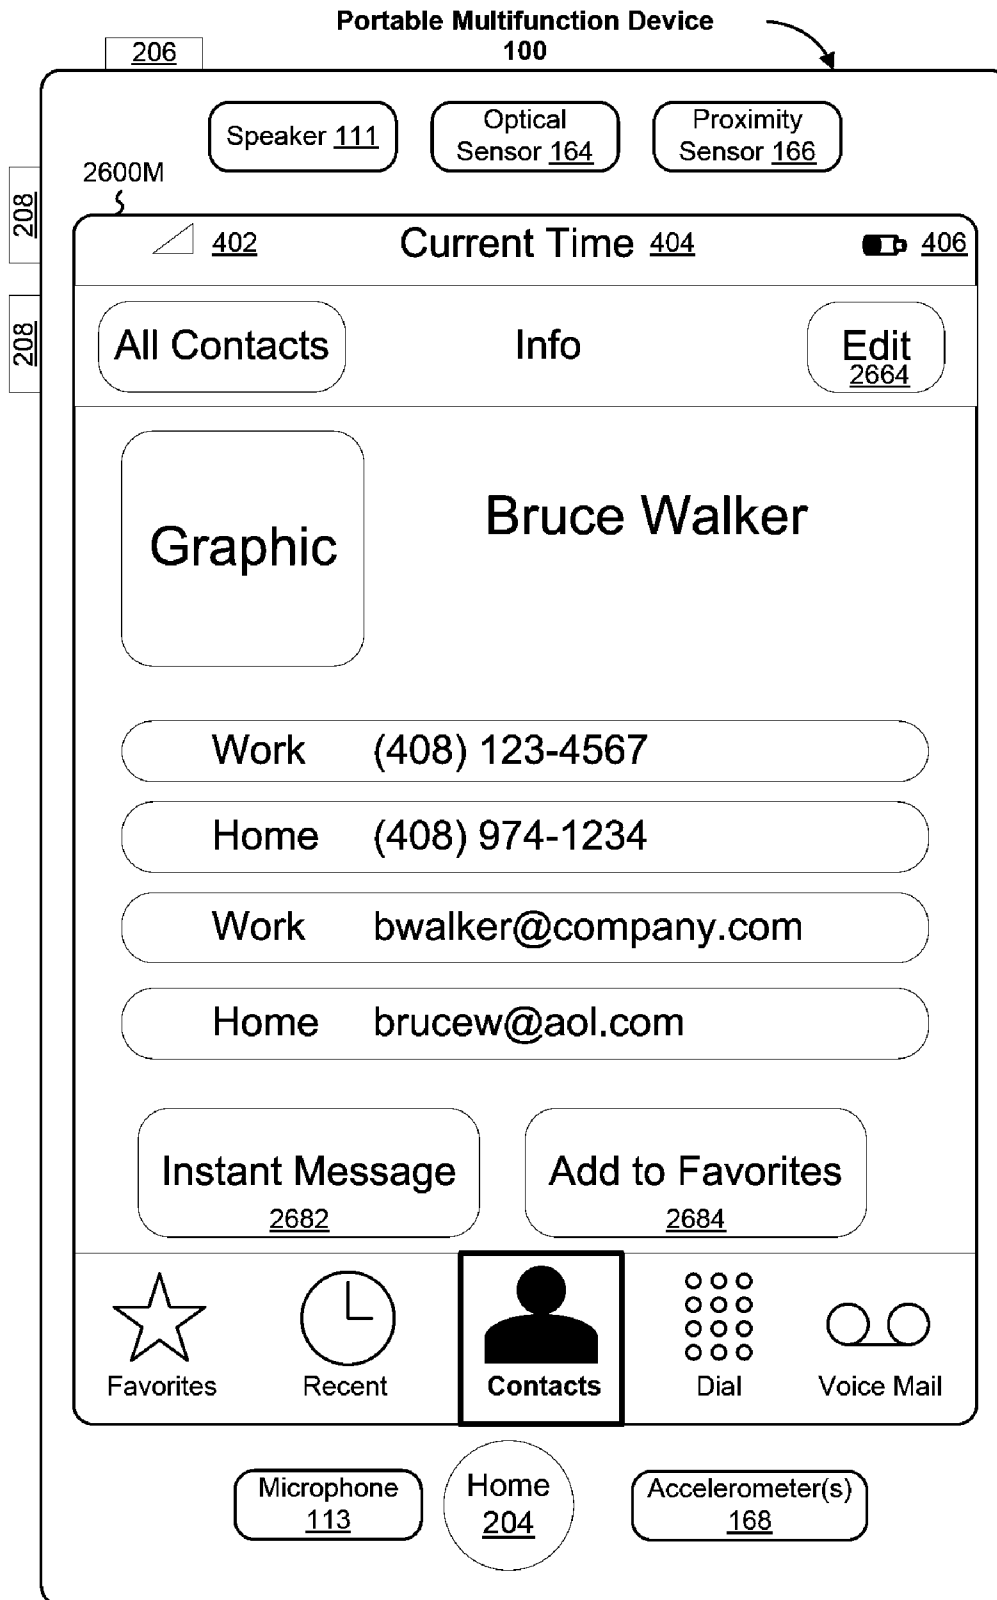 Portable Multifunction Device
100
206
Speaker 111
Optical
Sensor 164
Proximity
Sensor 166
2600M
208
208
402
Current Time 404
406
All Contacts
Info
Edit
2664
Graphic
Bruce Walker
Work (408) 123-4567
Home (408) 974-1234
Work bwalker@company.com
Home brucew@aol.com
Instant Message
2682
Add to Favorites
2684
Favorites
Recent
Contacts
Dial
Voice Mail
Microphone
113
Home
204
Accelerometer(s)
168